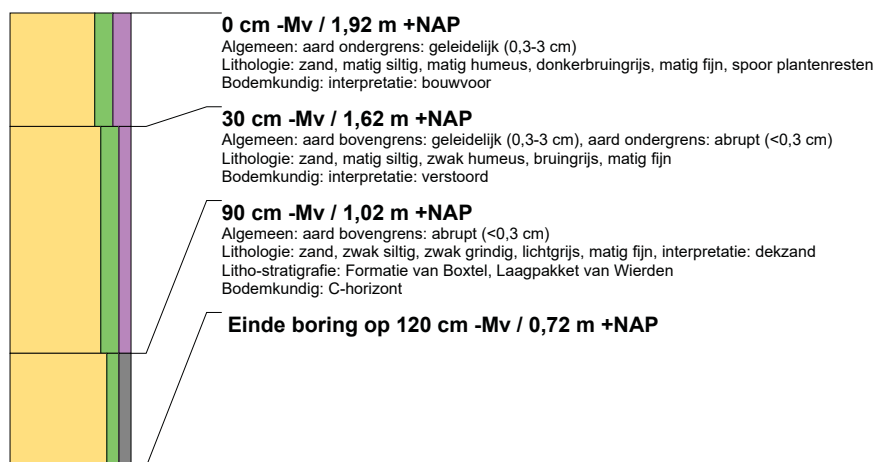 0 cm -Mv / 1,92 m +NAP
Algemeen: aard ondergrens: geleidelijk (0,3-3 cm)
Lithologie: zand, matig siltig, matig humeus, donkerbruingrijs, matig fijn, spoor plantenresten
Bodemkundig: interpretatie: bouwvoor
30 cm -Mv / 1,62 m +NAP
Algemeen: aard bovengrens: geleidelijk (0,3-3 cm), aard ondergrens: abrupt (<0,3 cm)
Lithologie: zand, matig siltig, zwak humeus, bruingrijs, matig fijn
Bodemkundig: interpretatie: verstoord
90 cm -Mv / 1,02 m +NAP
Algemeen: aard bovengrens: abrupt (<0,3 cm)
Lithologie: zand, zwak siltig, zwak grindig, lichtgrijs, matig fijn, interpretatie: dekzand
Litho-stratigrafie: Formatie van Boxtel, Laagpakket van Wierden
Bodemkundig: C-horizont
Einde boring op 120 cm -Mv / 0,72 m +NAP